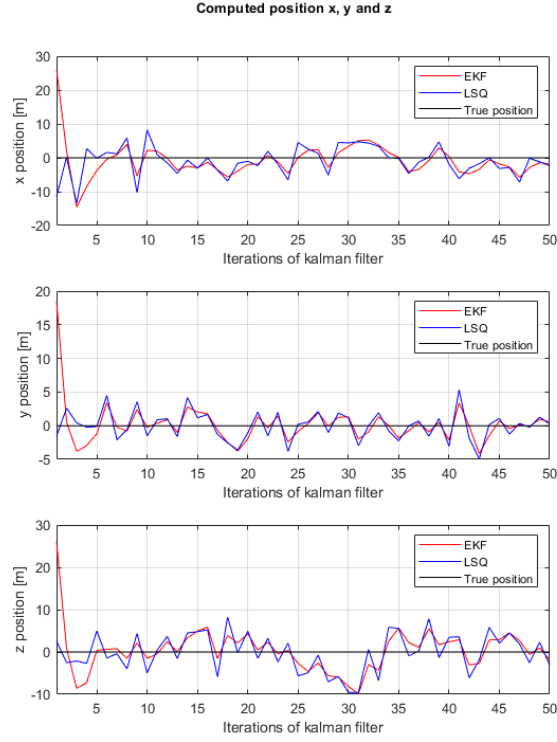 Computed position x, y and z
30
20
10
0
-10
-20
x position [m]
EKF
LSQ
True position
5 10 15 20 25 30 35 40 45 50
Iterations of kalman filter
20
15
10
5
0
-5
y position [m]
EKF
LSQ
True position
5 10 15 20 25 30 35 40 45 50
Iterations of kalman filter
30
20
10
0
-10
z position [m]
EKF
LSQ
True position
5 10 15 20 25 30 35 40 45 50
Iterations of kalman filter